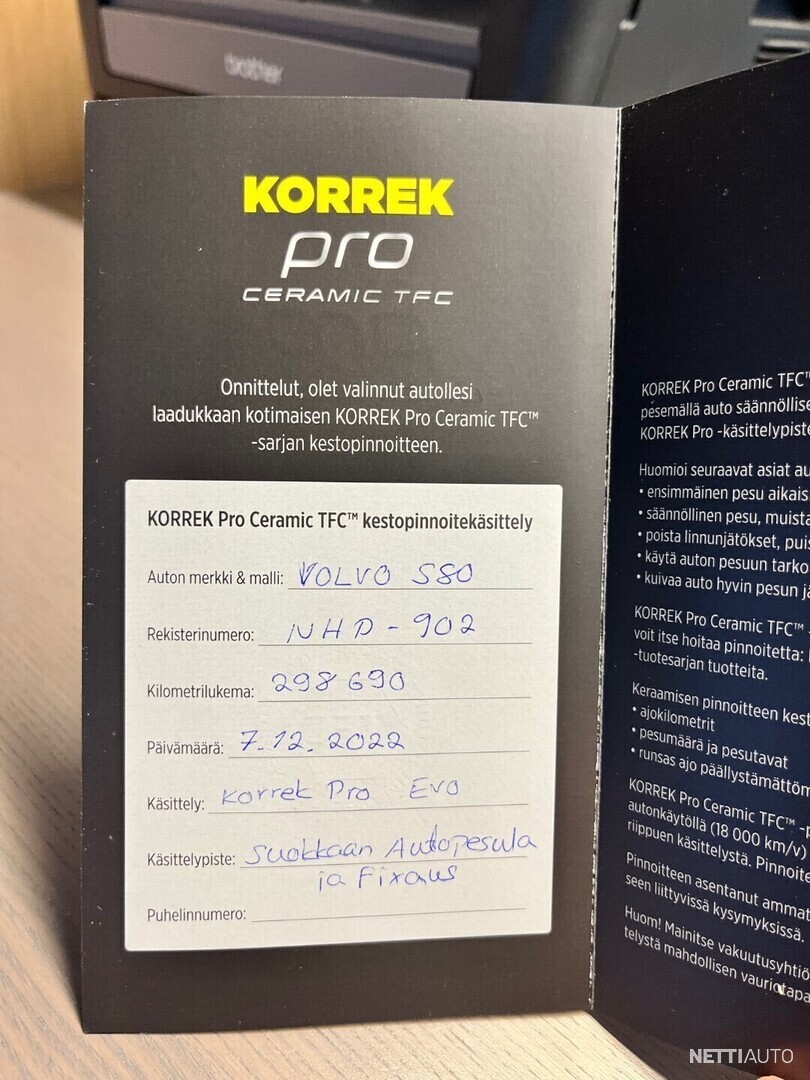 brother
KORREK
pro
CERAMIC TFC
Onnittelut, olet valinnut autollesi
laadukkaan kotimaisen KORREK Pro Ceramic TFC™
-sarjan kestopinnoitteen.
KORREK Pro Ceramic TFC™ kestopinnoitekäsittely
Auton merkki & malli: VOLVO S80
Rekisterinumero: NHD-902
Kilometrilukema: 298 690
Päivämäärä: 7.12.2022
Käsittely: Korrek Pro Evo
Käsittelypiste: Suokkaan Autopesula
ja Fixaus
Puhelinnumero:
KORREK Pro Ceramic TFC™
pesemällä auto säännöllise
KORREK Pro -käsittelypiste
Huomioi seuraavat asiat au
• ensimmäinen pesu aikais
• säännöllinen pesu, muista
• poista linnunjätökset, puis
• käytä auton pesuun tarko
• kuivaa auto hyvin pesun jä
KORREK Pro Ceramic TFC™ -
voit itse hoitaa pinnoitetta:
-tuotesarjan tuotteita.
Keraamisen pinnoitteen kest
• ajokilometrit
• pesumäärä ja pesutavat
• runsas ajo päällystämättöm
KORREK Pro Ceramic TFC™ -p
autonkäytöllä (18 000 km/v)
riippuen käsittelystä. Pinnoite
Pinnoitteen asentanut ammat
seen liittyvissä kysymyksissä.
Huom! Mainitse vakuutusyhtiö
telystä mahdollisen vauriotapa
NETTIAUTO